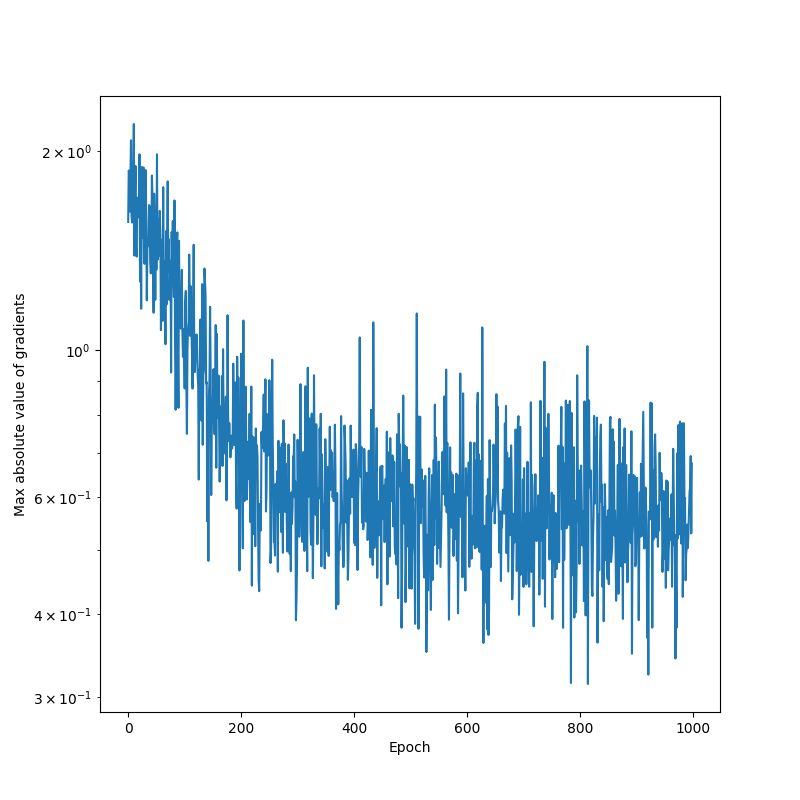 Max absolute value of gradients
2 × 10⁰
10⁰
6 × 10⁻¹
4 × 10⁻¹
3 × 10⁻¹
0 200 400 600 800 1000
Epoch